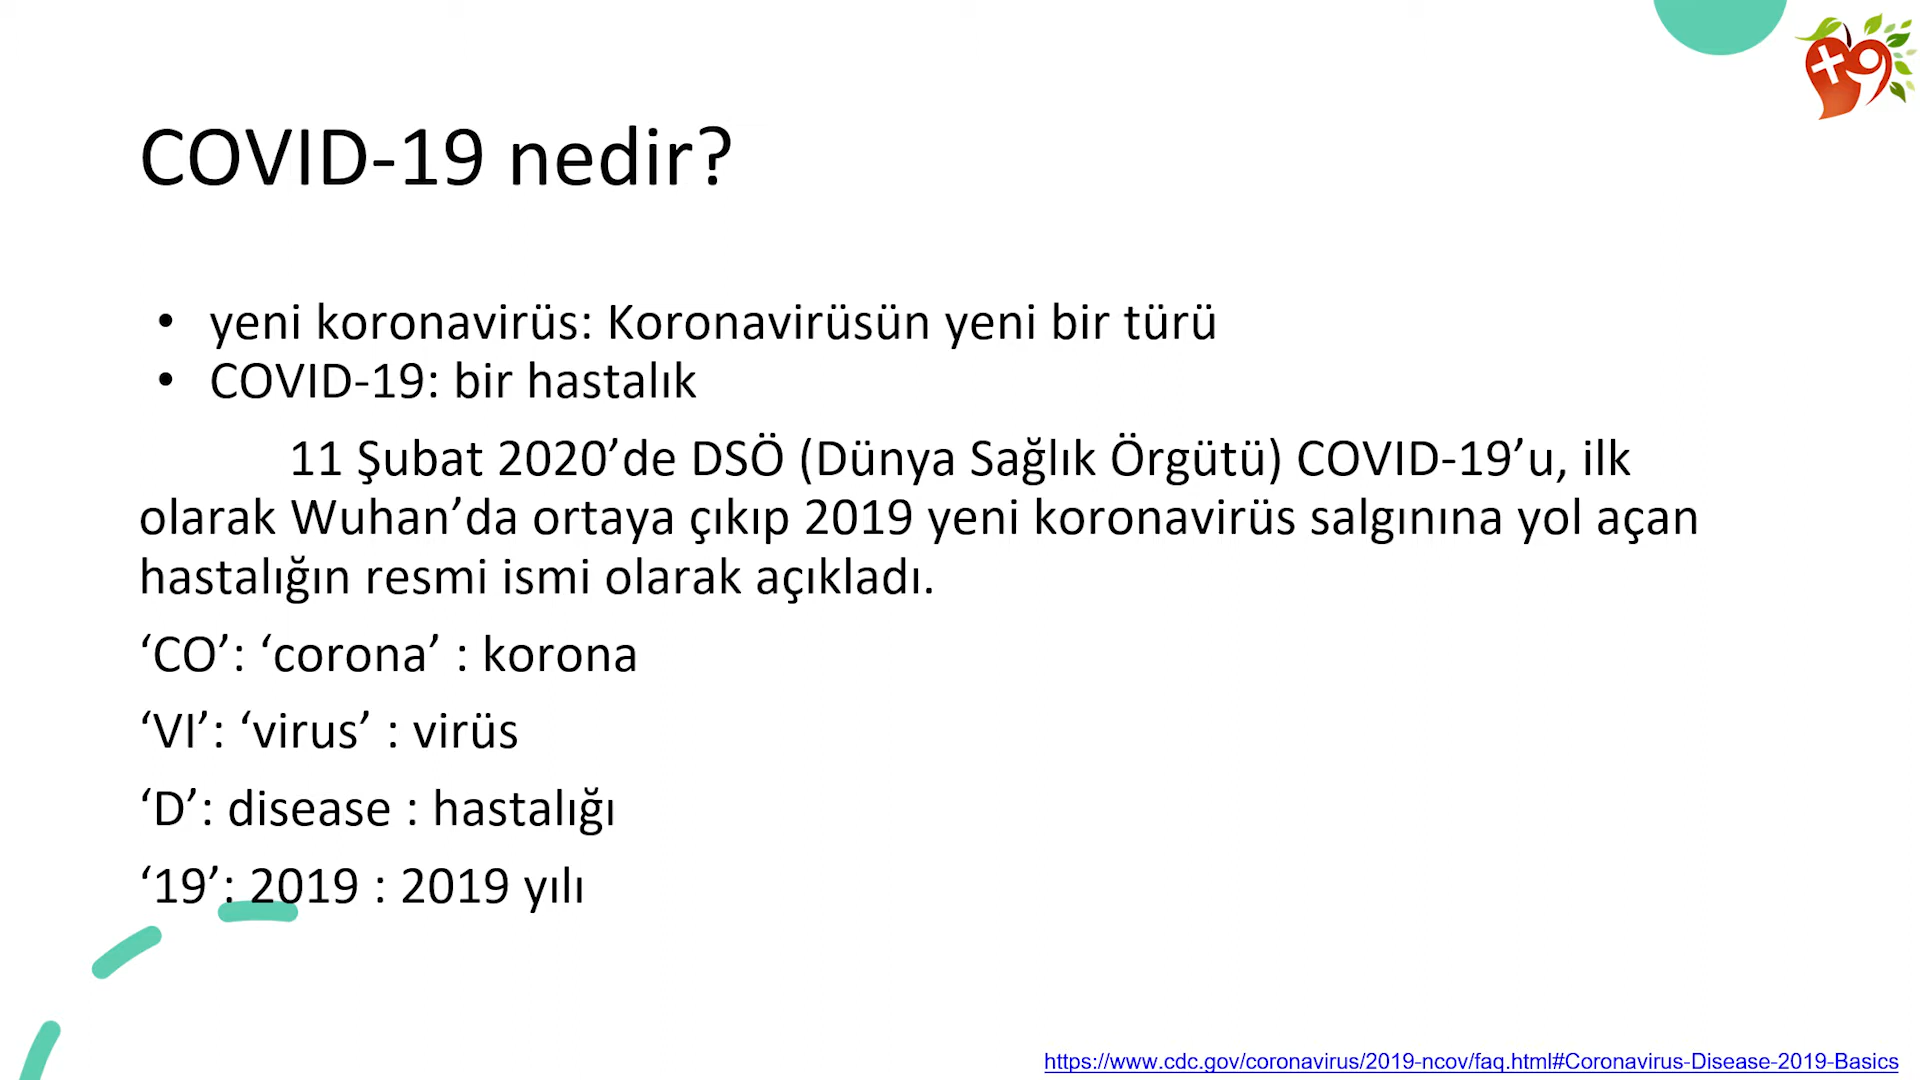 COVID-19 nedir?
• yeni koronavirüs: Koronavirüsün yeni bir türü
• COVID-19: bir hastalık
11 Şubat 2020’de DSÖ (Dünya Sağlık Örgütü) COVID-19’u, ilk
olarak Wuhan’da ortaya çıkıp 2019 yeni koronavirüs salgınına yol açan
hastalığın resmi ismi olarak açıkladı.
‘CO’: ‘corona’ : korona
‘VI’: ‘virus’ : virüs
‘D’: disease : hastalığı
‘19’: 2019 : 2019 yılı
https://www.cdc.gov/coronavirus/2019-ncov/faq.html#Coronavirus-Disease-2019-Basics